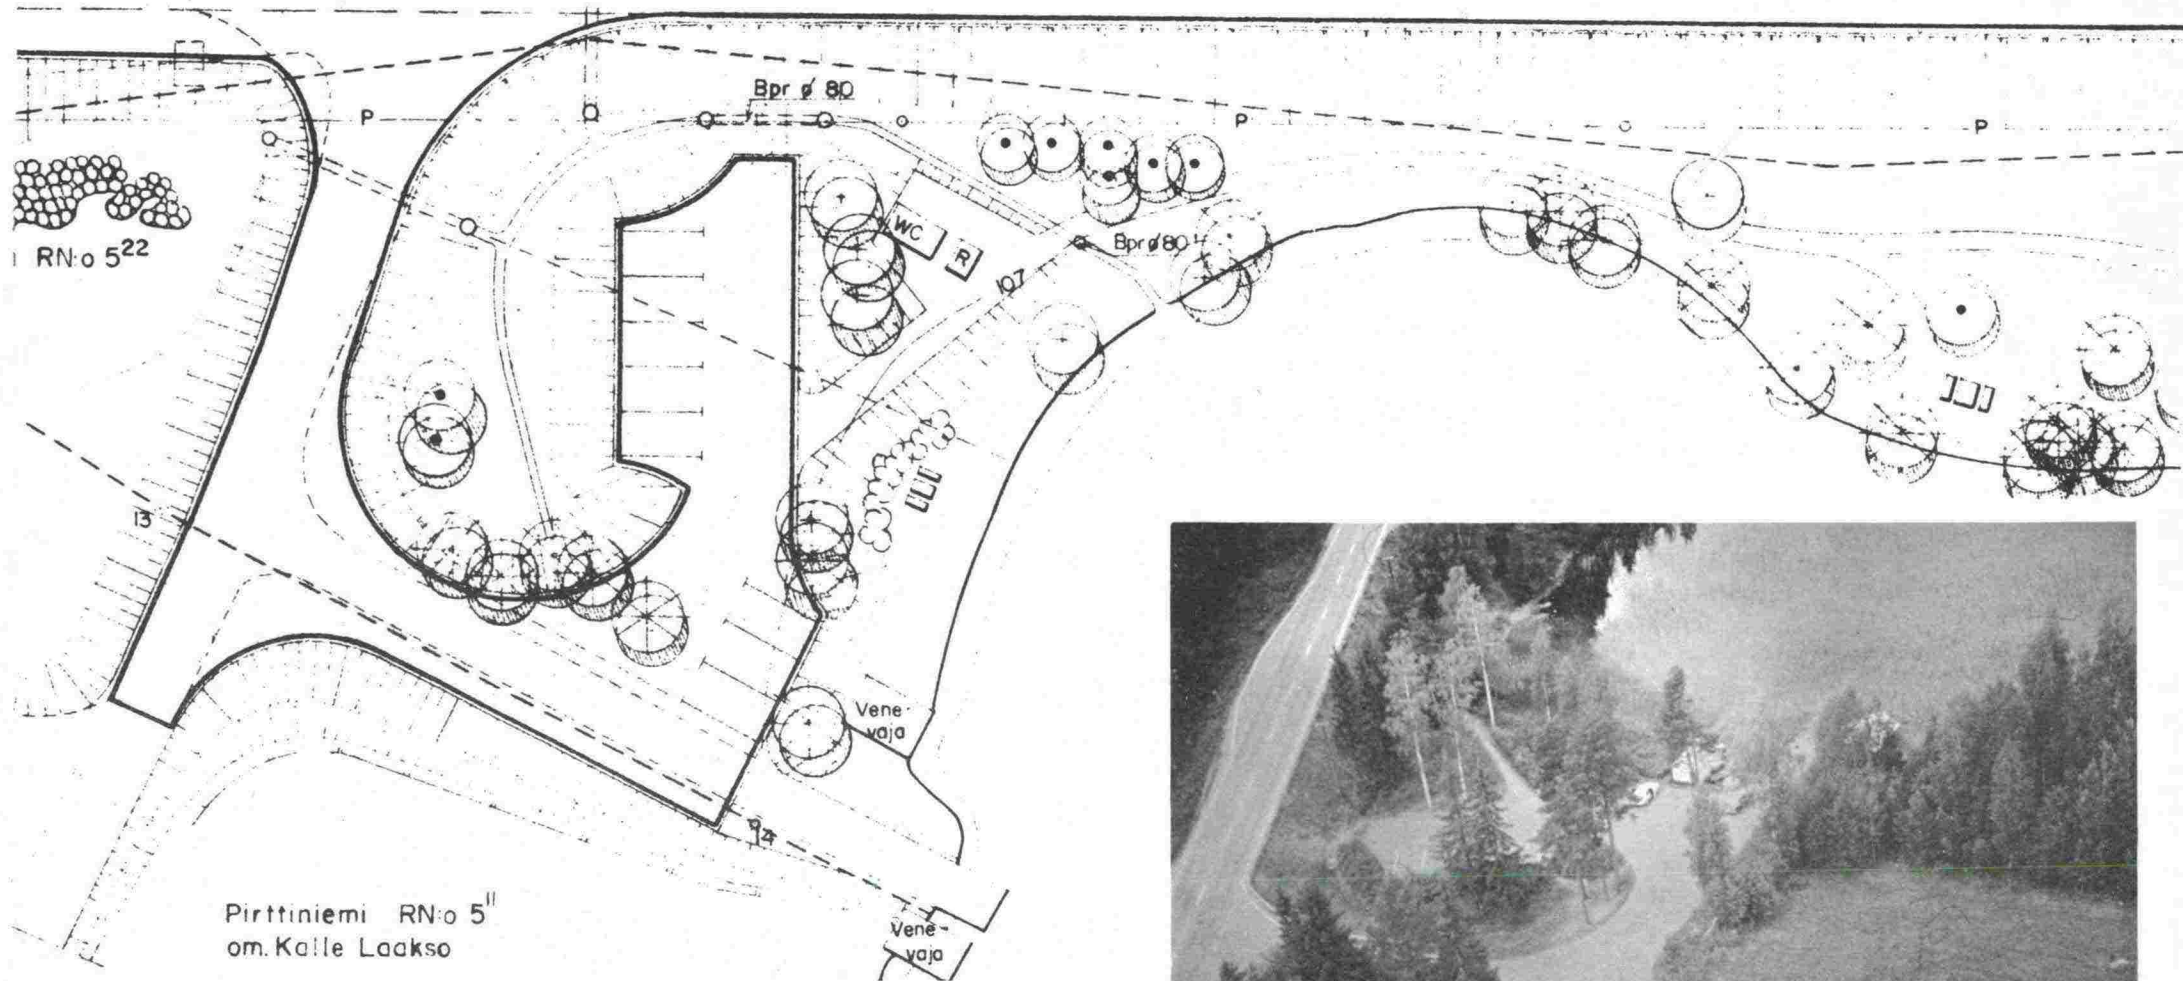 Bpr ø 80
P
P
P
WC
R
Bpr ø 80
107
RN:o 5²²
13
Vene-
vaja
14
Pirttiniemi RN:o 5¹¹
om. Kalle Laakso
Vene-
vaja